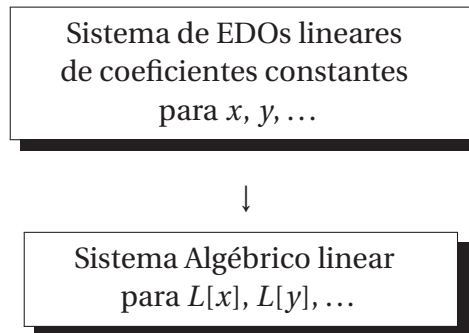 Sistema de EDOs lineares
de coeficientes constantes
para x, y, …
↓
Sistema Algébrico linear
para L[x], L[y], …